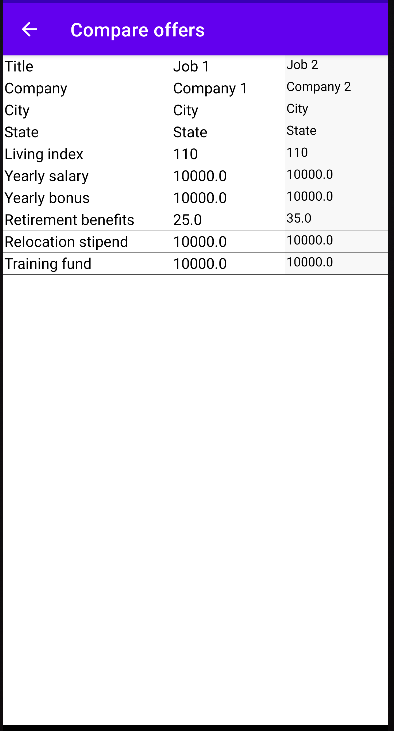 Compare offers
Title Job 1 Job 2
Company Company 1 Company 2
City City City
State State State
Living index 110 110
Yearly salary 10000.0 10000.0
Yearly bonus 10000.0 10000.0
Retirement benefits 25.0 35.0
Relocation stipend 10000.0 10000.0
Training fund 10000.0 10000.0